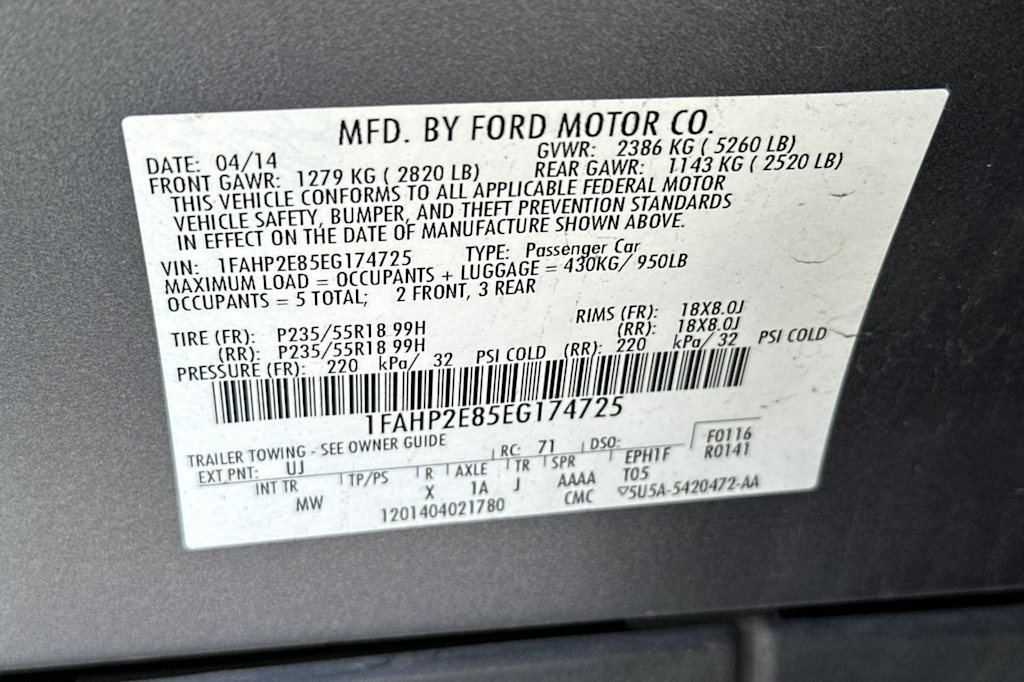 MFD. BY FORD MOTOR CO.
DATE: 04/14 GVWR: 2386 KG ( 5260 LB)
FRONT GAWR: 1279 KG ( 2820 LB) REAR GAWR: 1143 KG ( 2520 LB)
THIS VEHICLE CONFORMS TO ALL APPLICABLE FEDERAL MOTOR
VEHICLE SAFETY, BUMPER, AND THEFT PREVENTION STANDARDS
IN EFFECT ON THE DATE OF MANUFACTURE SHOWN ABOVE.
VIN: 1FAHP2E85EG174725 TYPE: Passenger Car
MAXIMUM LOAD = OCCUPANTS + LUGGAGE = 430KG/ 950LB
OCCUPANTS = 5 TOTAL; 2 FRONT, 3 REAR
TIRE (FR): P235/55R18 99H RIMS (FR): 18X8.0J
(RR): P235/55R18 99H (RR): 18X8.0J
PRESSURE (FR): 220 kPa/ 32 PSI COLD (RR): 220 kPa/ 32 PSI COLD
1FAHP2E85EG174725
TRAILER TOWING - SEE OWNER GUIDE
F0116
EXT PNT: UJ RC: 71 DSO: R0141
INT TR TP/PS R AXLE TR SPR EPH1F
MW X 1A J AAAA T05
1201404021780 CMC ▽5U5A-5420472-AA